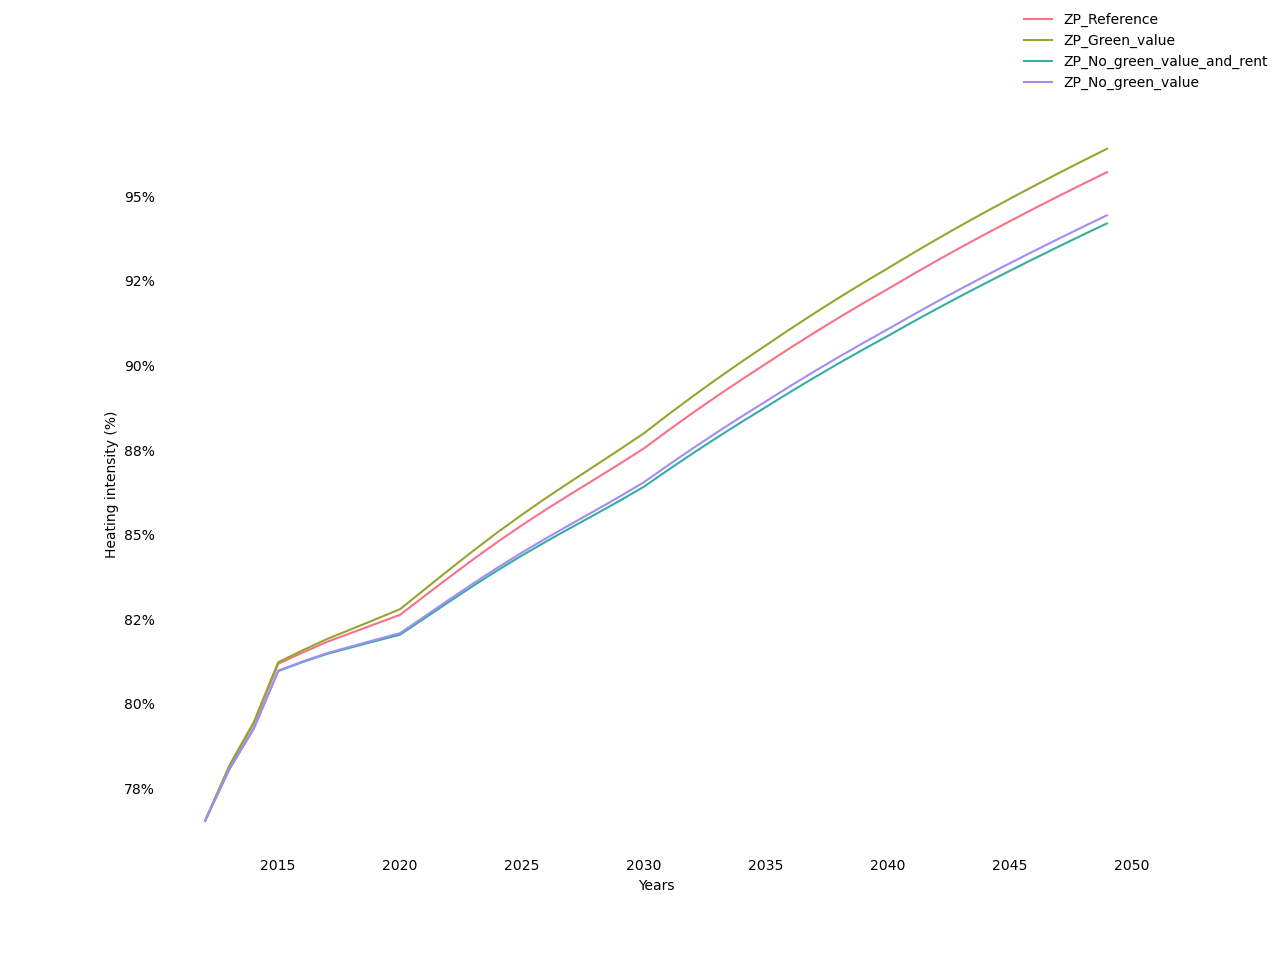 ZP_Reference
ZP_Green_value
ZP_No_green_value_and_rent
ZP_No_green_value
95%
92%
90%
88%
85%
82%
80%
78%
Heating intensity (%)
2015 2020 2025 2030 2035 2040 2045 2050
Years